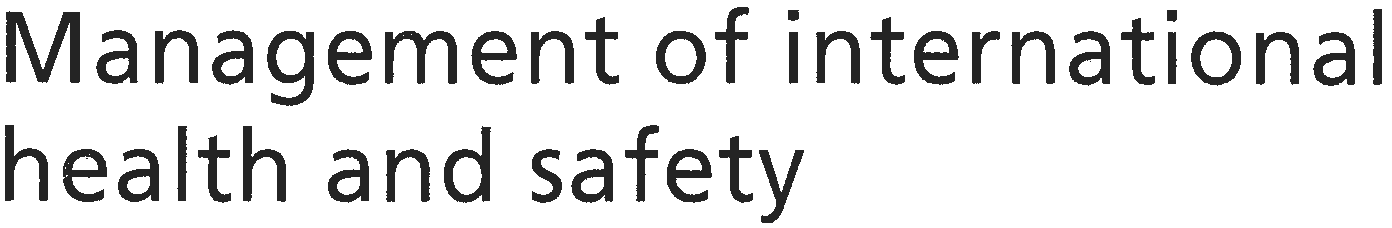 Management of international
health and safety